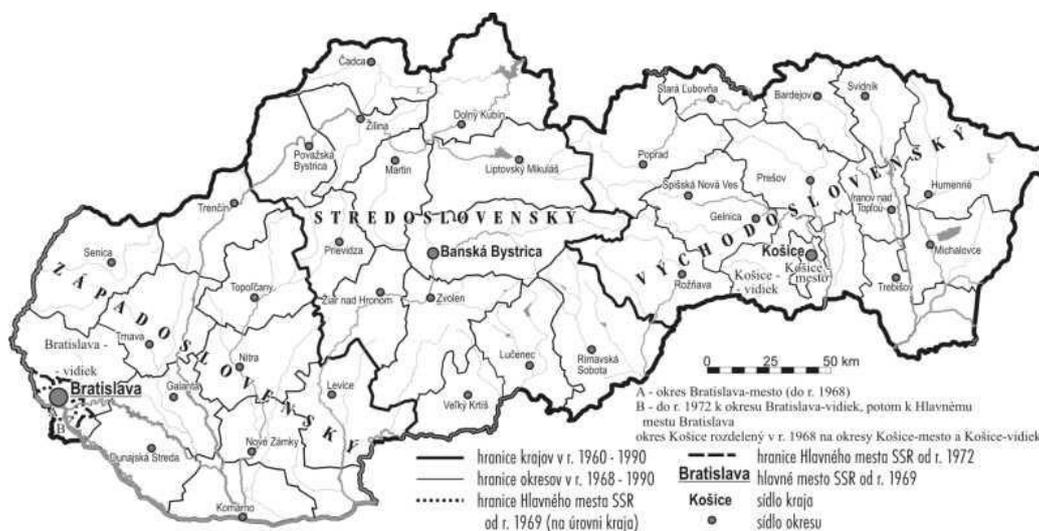 Čadca
Stará Ľubovňa
Bardejov
Svidník
Dolný Kubín
Žilina
Považská
Bystrica
Martin
Liptovský Mikuláš
Poprad
Prešov
Spišská Nová Ves
Humenné
Trenčín
Vranov nad
Topľou
Gelnica
STREDOSLOVENSKÝ
VÝCHODOSLOVENSKÝ
ZÁPADOSLOVENSKÝ
Prievidza
Banská Bystrica
Košice
Michalovce
Senica
Košice -
- vidiek
Košice -
mesto
Rožňava
Trebišov
Topoľčany
Žiar nad Hronom
Zvolen
Trnava
Bratislava -
- vidiek
Nitra
Lučenec
Rimavská
Sobota
Bratislava
Galanta
Levice
Veľký Krtíš
A
B
Nové Zámky
Dunajská Streda
Komárno
0 25 50 km
A - okres Bratislava-mesto (do r. 1968)
B - do r. 1972 k okresu Bratislava-vidiek, potom k Hlavnému
mestu Bratislava
okres Košice rozdelený v r. 1968 na okresy Košice-mesto a Košice-vidiek
hranice krajov v r. 1960 - 1990
hranice okresov v r. 1968 - 1990
hranice Hlavného mesta SSR
od r. 1969 (na úrovni kraja)
hranice Hlavného mesta SSR od r. 1972
Bratislava hlavné mesto SSR od r. 1969
Košice sídlo kraja
sídlo okresu